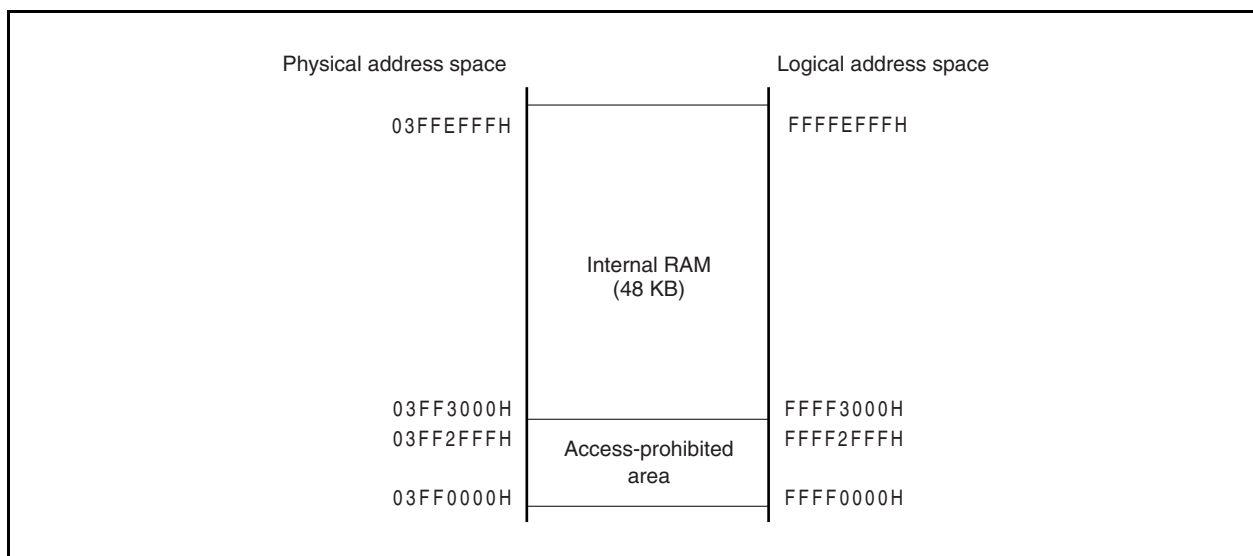 Physical address space
Logical address space
03FFEFFFH
FFFFEFFFH
Internal RAM
(48 KB)
03FF3000H
FFFF3000H
03FF2FFFH
FFFF2FFFH
Access-prohibited
area
03FF0000H
FFFF0000H